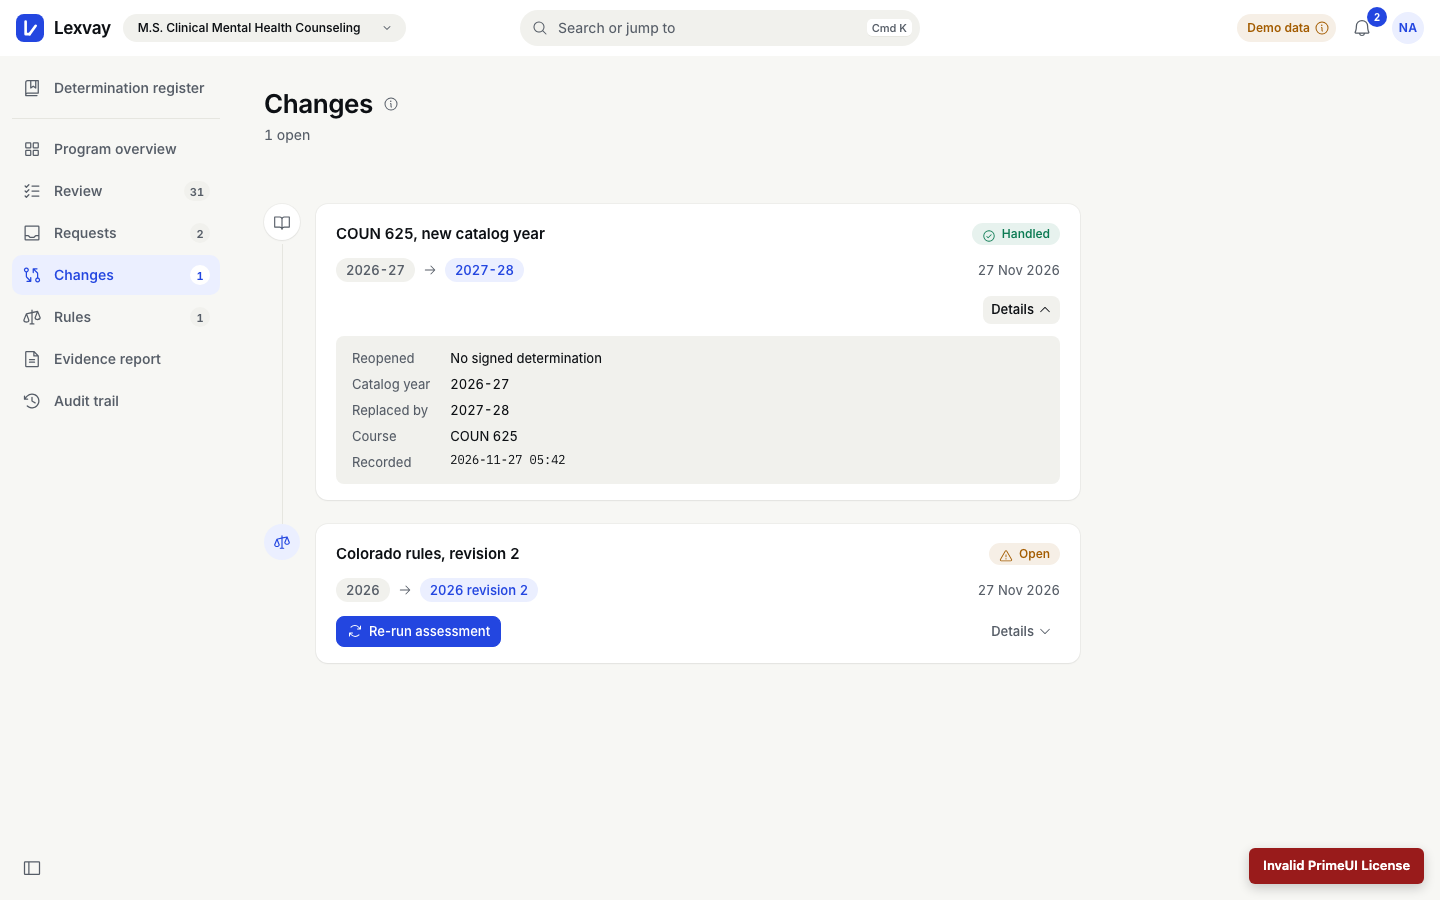 Lexvay
M.S. Clinical Mental Health Counseling
Search or jump to
Cmd K
Demo data
2
NA
Determination register
Program overview
Review 31
Requests 2
Changes 1
Rules 1
Evidence report
Audit trail
Changes
1 open
COUN 625, new catalog year
Handled
2026-27 → 2027-28
27 Nov 2026
Details
Reopened No signed determination
Catalog year 2026-27
Replaced by 2027-28
Course COUN 625
Recorded 2026-11-27 05:42
Colorado rules, revision 2
Open
2026 → 2026 revision 2
27 Nov 2026
Re-run assessment
Details
Invalid PrimeUI License